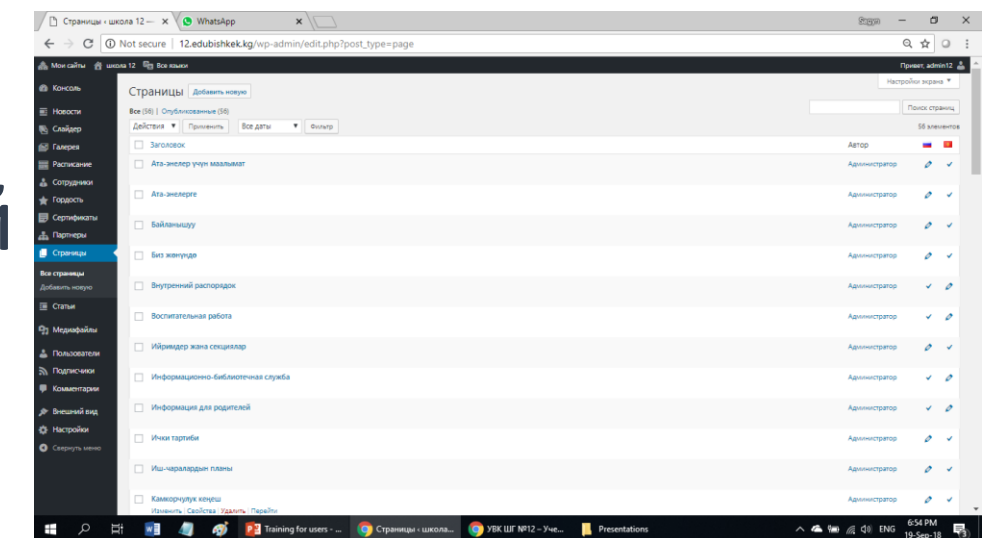 Страницы ‹ школа 12 —
WhatsApp
Not secure | 12.edubishkek.kg/wp-admin/edit.php?post_type=page
Мои сайты школа 12 Все языки Привет, admin12
Консоль
Новости
Слайдер
Галерея
Расписание
Сотрудники
Гордость
Сертификаты
Партнеры
Страницы
Все страницы
Добавить новую
Статьи
Медиафайлы
Пользователи
Подписчики
Комментарии
Внешний вид
Настройки
Свернуть меню
Настройки экрана
Страницы Добавить новую
Все (56) | Опубликованные (56)
Поиск страниц
Действия Применить Все даты Фильтр 56 элементов
Заголовок Автор
Ата-энелер үчүн маалымат Администратор
Ата-энелерге Администратор
Байланышуу Администратор
Биз жөнүндө Администратор
Внутренний распорядок Администратор
Воспитательная работа Администратор
Ийримдер жана секциялар Администратор
Информационно-библиотечная служба Администратор
Информация для родителей Администратор
Ички тартиби Администратор
Иш-чаралардын планы Администратор
Камкорчулук кеңеш Администратор
Изменить | Свойства | Удалить | Перейти
Training for users - ...
Страницы ‹ школа...
УВК ШГ №12 – Уче...
Presentations
ENG
6:54 PM
19-Sep-18